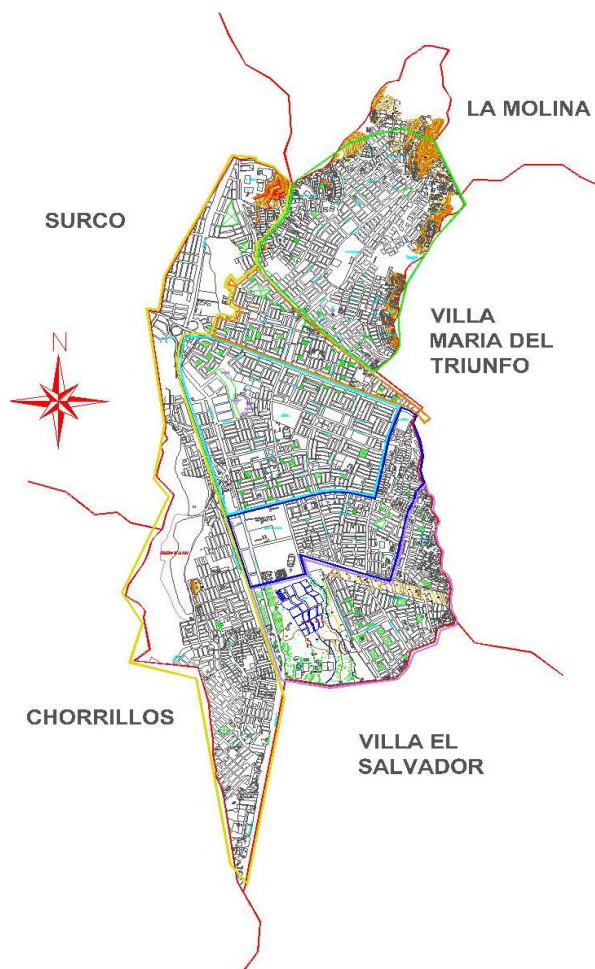 LA MOLINA
SURCO
VILLA
MARIA DEL
TRIUNFO
N
CHORRILLOS
VILLA EL
SALVADOR